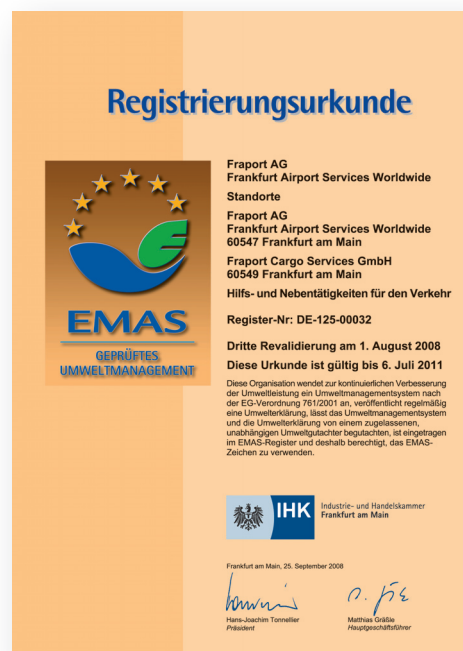 Registrierungsurkunde
EMAS
GEPRÜFTES
UMWELTMANAGEMENT
Fraport AG
Frankfurt Airport Services Worldwide
Standorte
Fraport AG
Frankfurt Airport Services Worldwide
60547 Frankfurt am Main
Fraport Cargo Services GmbH
60549 Frankfurt am Main
Hilfs- und Nebentätigkeiten für den Verkehr
Register-Nr: DE-125-00032
Dritte Revalidierung am 1. August 2008
Diese Urkunde ist gültig bis 6. Juli 2011
Diese Organisation wendet zur kontinuierlichen Verbesserung
der Umweltleistung ein Umweltmanagementsystem nach
der EG-Verordnung 761/2001 an, veröffentlicht regelmäßig
eine Umwelterklärung, lässt das Umweltmanagementsystem
und die Umwelterklärung von einem zugelassenen,
unabhängigen Umweltgutachter begutachten, ist eingetragen
im EMAS-Register und deshalb berechtigt, das EMAS-
Zeichen zu verwenden.
IHK
Industrie- und Handelskammer
Frankfurt am Main
Frankfurt am Main, 25. September 2008
Hans-Joachim Tonnellier
Präsident
Matthias Gräßle
Hauptgeschäftsführer